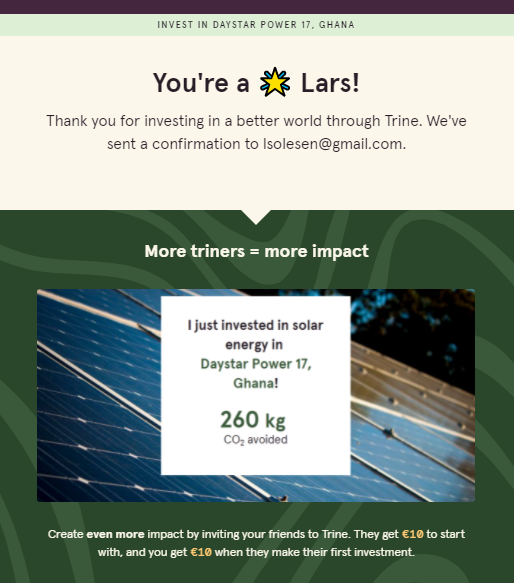 INVEST IN DAYSTAR POWER 17, GHANA
You're a 🌟 Lars!
Thank you for investing in a better world through Trine. We've
sent a confirmation to lsolesen@gmail.com.
More triners = more impact
I just invested in solar
energy in
Daystar Power 17,
Ghana!
260 kg
CO₂ avoided
Create even more impact by inviting your friends to Trine. They get €10 to start
with, and you get €10 when they make their first investment.